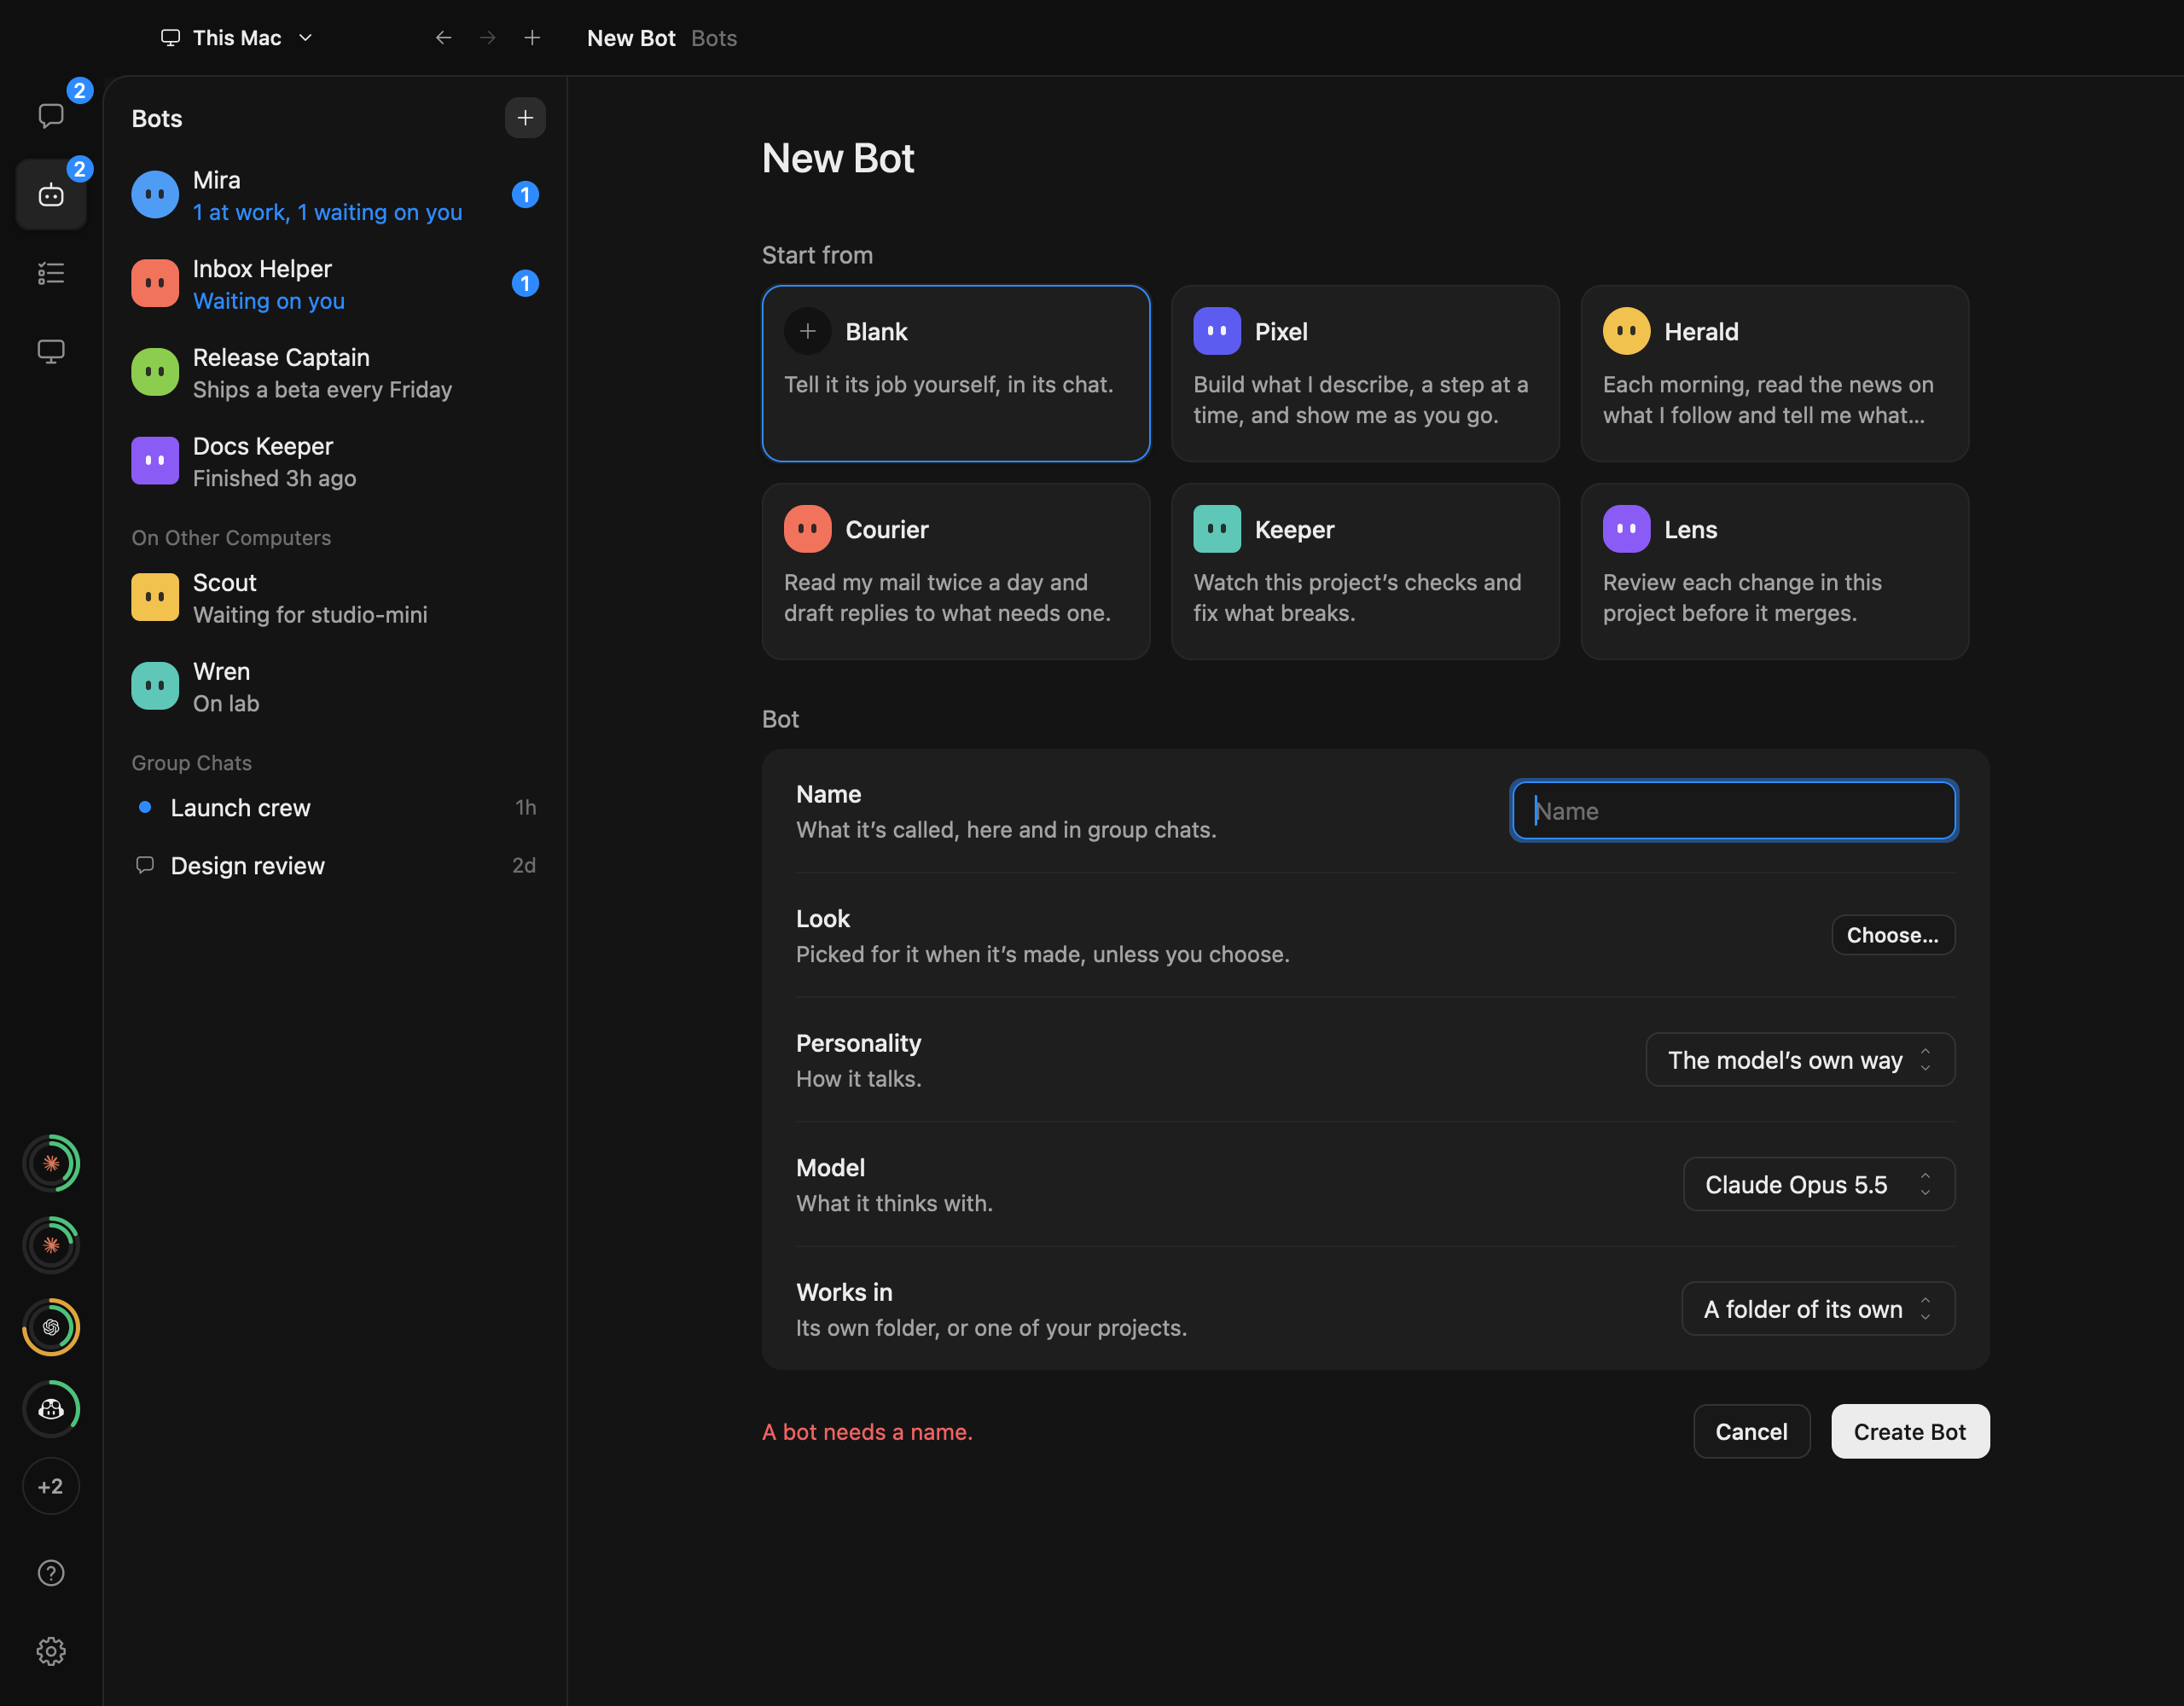 This Mac
New Bot Bots
2
2
Bots
Mira
1 at work, 1 waiting on you
1
Inbox Helper
Waiting on you
1
Release Captain
Ships a beta every Friday
Docs Keeper
Finished 3h ago
On Other Computers
Scout
Waiting for studio-mini
Wren
On lab
Group Chats
Launch crew 1h
Design review 2d
+2
New Bot
Start from
Blank
Tell it its job yourself, in its chat.
Pixel
Build what I describe, a step at a
time, and show me as you go.
Herald
Each morning, read the news on
what I follow and tell me what...
Courier
Read my mail twice a day and
draft replies to what needs one.
Keeper
Watch this project’s checks and
fix what breaks.
Lens
Review each change in this
project before it merges.
Bot
Name
What it’s called, here and in group chats.
Name
Look
Picked for it when it’s made, unless you choose.
Choose...
Personality
How it talks.
The model’s own way
Model
What it thinks with.
Claude Opus 5.5
Works in
Its own folder, or one of your projects.
A folder of its own
A bot needs a name.
Cancel
Create Bot